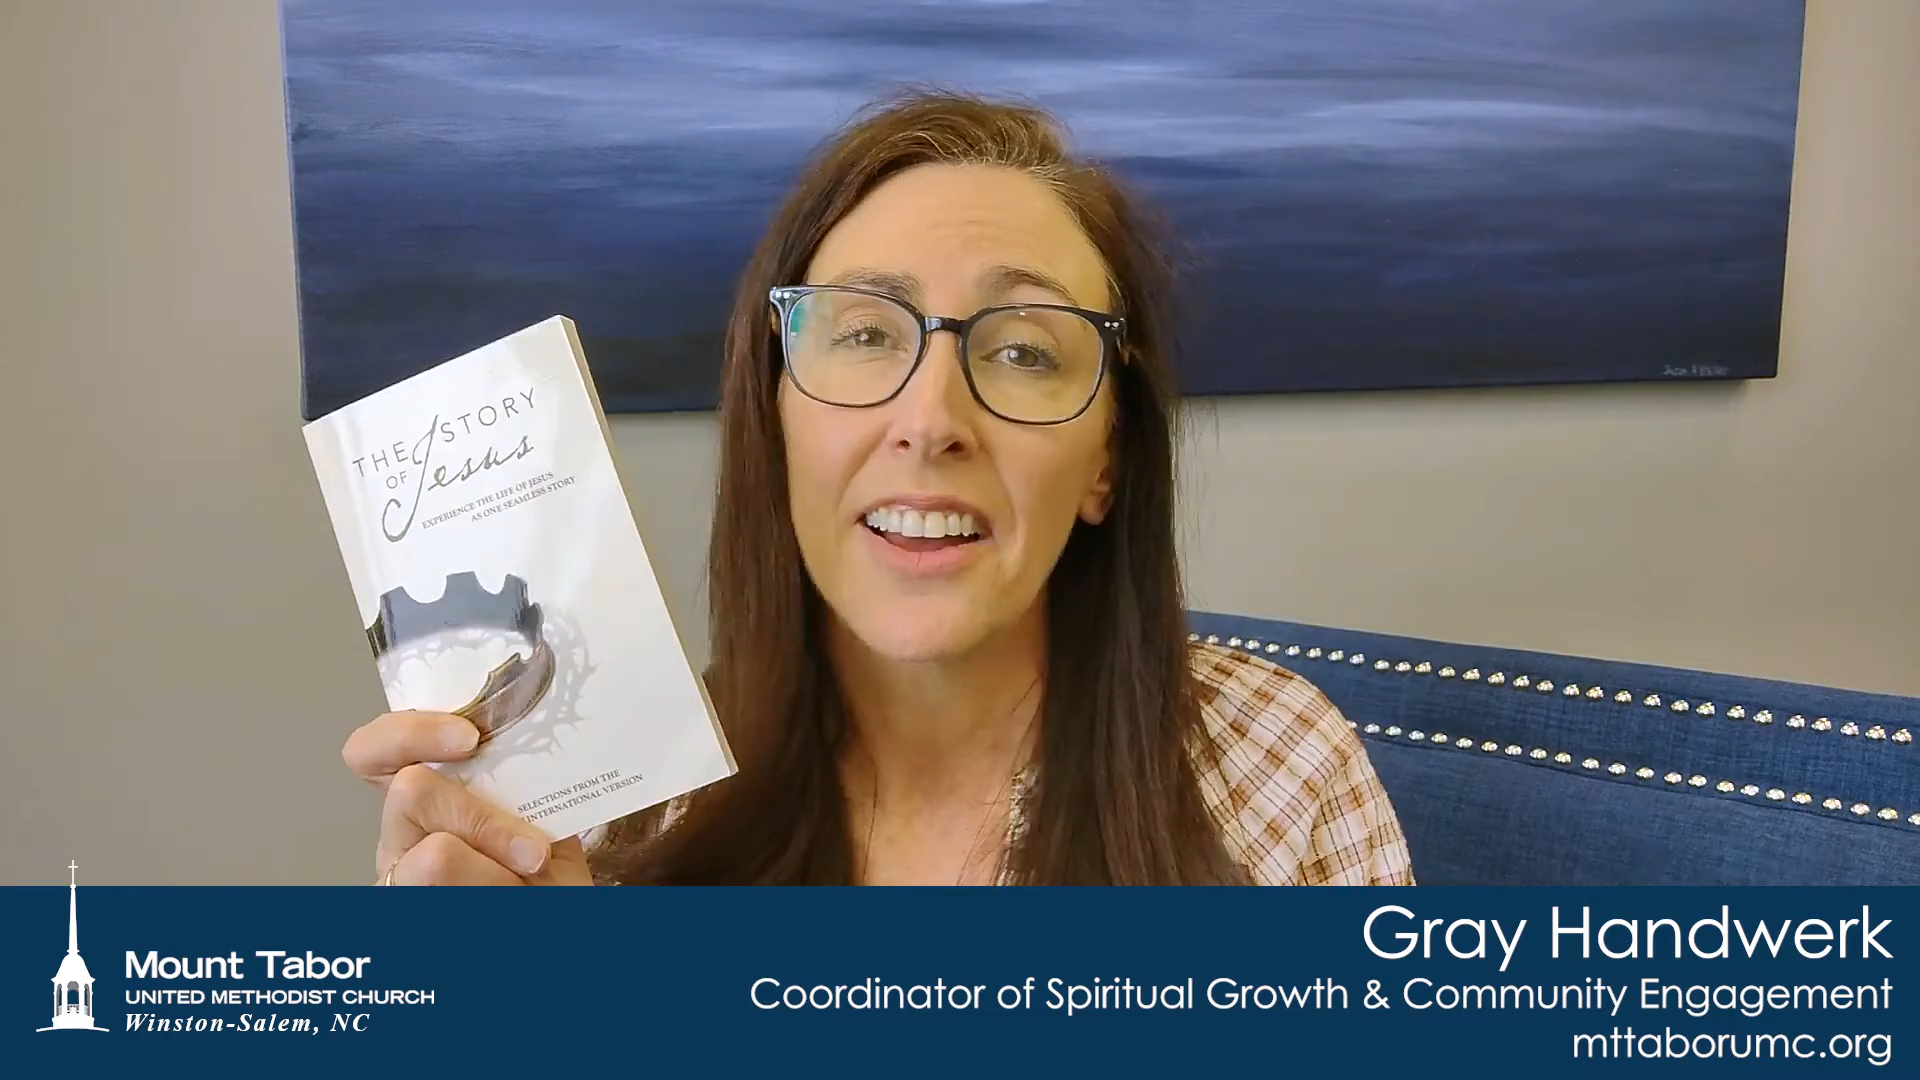 THE STORY
OF Jesus
EXPERIENCE THE LIFE OF JESUS
AS ONE SEAMLESS STORY
SELECTIONS FROM THE
INTERNATIONAL VERSION
Mount Tabor
UNITED METHODIST CHURCH
Winston-Salem, NC
Gray Handwerk
Coordinator of Spiritual Growth & Community Engagement
mttaborumc.org